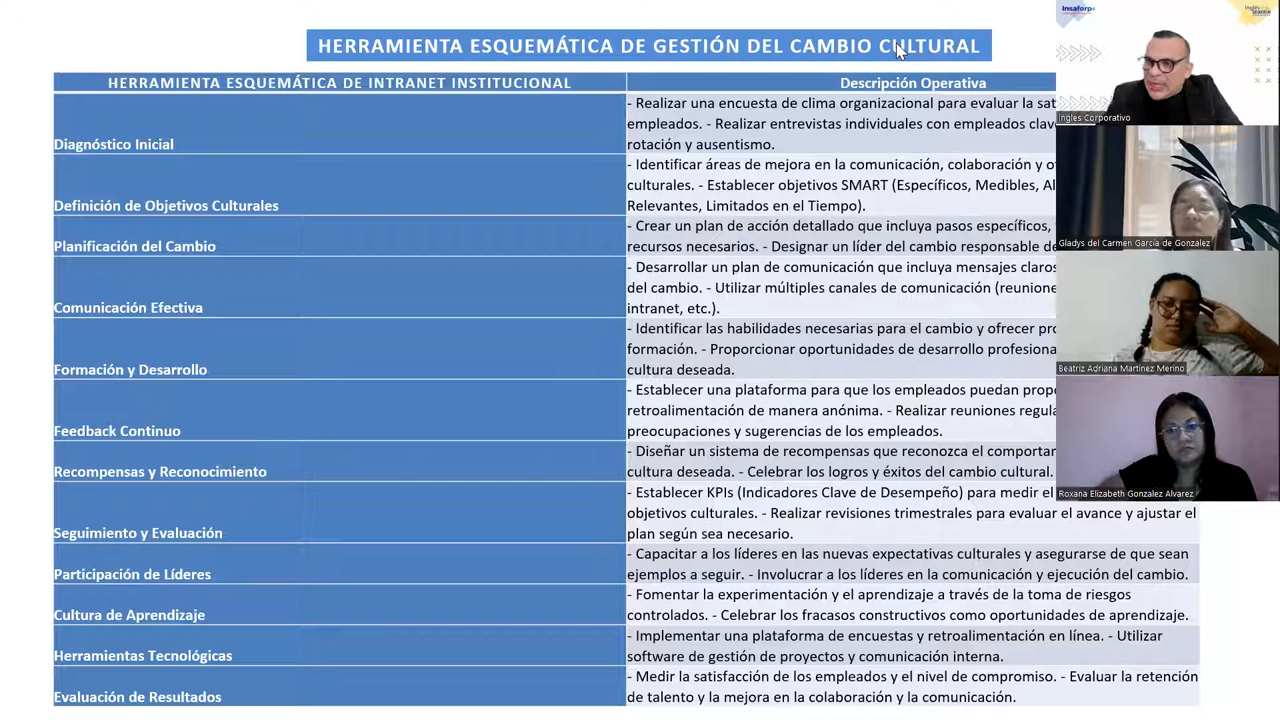 HERRAMIENTA ESQUEMÁTICA DE GESTIÓN DEL CAMBIO CULTURAL
HERRAMIENTA ESQUEMÁTICA DE INTRANET INSTITUCIONAL
Descripción Operativa
Diagnóstico Inicial
- Realizar una encuesta de clima organizacional para evaluar la sat
empleados. - Realizar entrevistas individuales con empleados clav
rotación y ausentismo.
Definición de Objetivos Culturales
- Identificar áreas de mejora en la comunicación, colaboración y o
culturales. - Establecer objetivos SMART (Específicos, Medibles, Al
Relevantes, Limitados en el Tiempo).
Planificación del Cambio
- Crear un plan de acción detallado que incluya pasos específicos,
recursos necesarios. - Designar un líder del cambio responsable de
Comunicación Efectiva
- Desarrollar un plan de comunicación que incluya mensajes claros
del cambio. - Utilizar múltiples canales de comunicación (reunione
intranet, etc.).
Formación y Desarrollo
- Identificar las habilidades necesarias para el cambio y ofrecer pro
formación. - Proporcionar oportunidades de desarrollo profesiona
cultura deseada.
Feedback Continuo
- Establecer una plataforma para que los empleados puedan prop
retroalimentación de manera anónima. - Realizar reuniones regula
preocupaciones y sugerencias de los empleados.
Recompensas y Reconocimiento
- Diseñar un sistema de recompensas que reconozca el comportar
cultura deseada. - Celebrar los logros y éxitos del cambio cultural.
Seguimiento y Evaluación
- Establecer KPIs (Indicadores Clave de Desempeño) para medir el
objetivos culturales. - Realizar revisiones trimestrales para evaluar el avance y ajustar el
plan según sea necesario.
Participación de Líderes
- Capacitar a los líderes en las nuevas expectativas culturales y asegurarse de que sean
ejemplos a seguir. - Involucrar a los líderes en la comunicación y ejecución del cambio.
Cultura de Aprendizaje
- Fomentar la experimentación y el aprendizaje a través de la toma de riesgos
controlados. - Celebrar los fracasos constructivos como oportunidades de aprendizaje.
Herramientas Tecnológicas
- Implementar una plataforma de encuestas y retroalimentación en línea. - Utilizar
software de gestión de proyectos y comunicación interna.
Evaluación de Resultados
- Medir la satisfacción de los empleados y el nivel de compromiso. - Evaluar la retención
de talento y la mejora en la colaboración y la comunicación.
insaforp
Ingles Corporativo
Gladys del Carmen Garcia de Gonzalez
Beatriz Adriana Martinez Merino
Roxana Elizabeth Gonzalez Alvarez